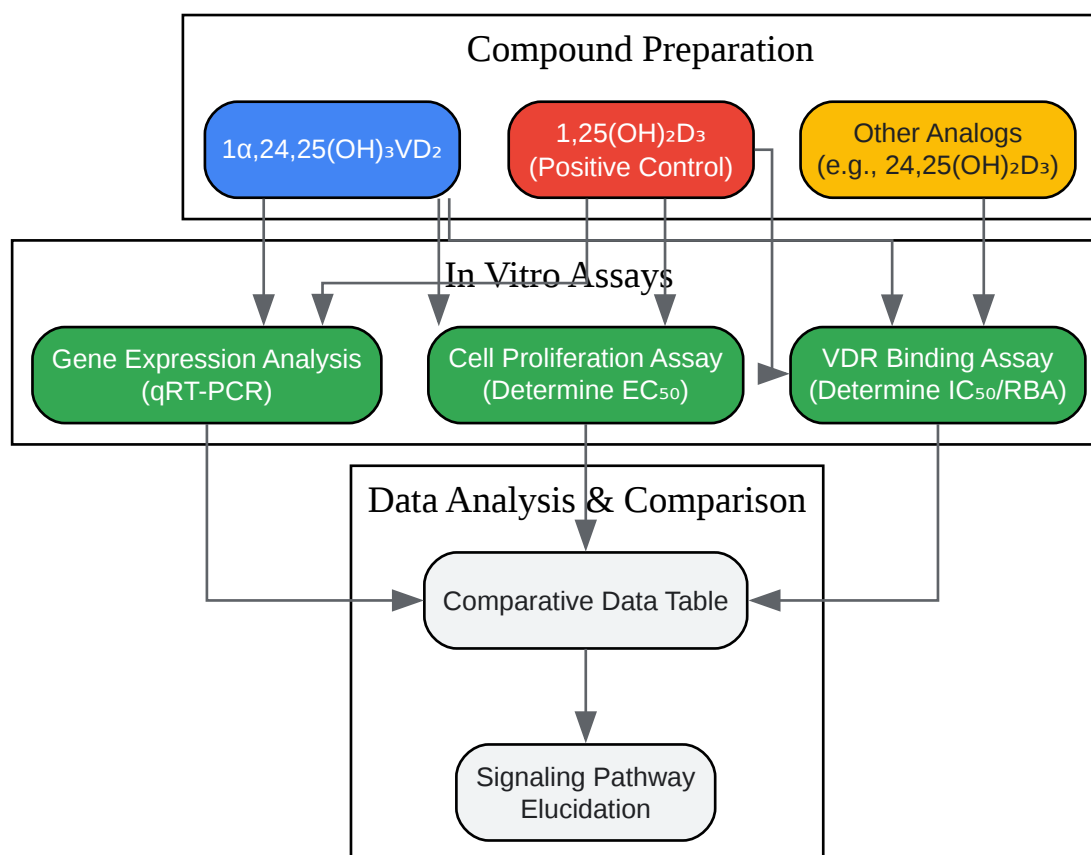 Compound Preparation
1α,24,25(OH)₃VD₂
1,25(OH)₂D₃
(Positive Control)
Other Analogs
(e.g., 24,25(OH)₂D₃)
In Vitro Assays
Gene Expression Analysis
(qRT-PCR)
Cell Proliferation Assay
(Determine EC₅₀)
VDR Binding Assay
(Determine IC₅₀/RBA)
Data Analysis & Comparison
Comparative Data Table
Signaling Pathway
Elucidation